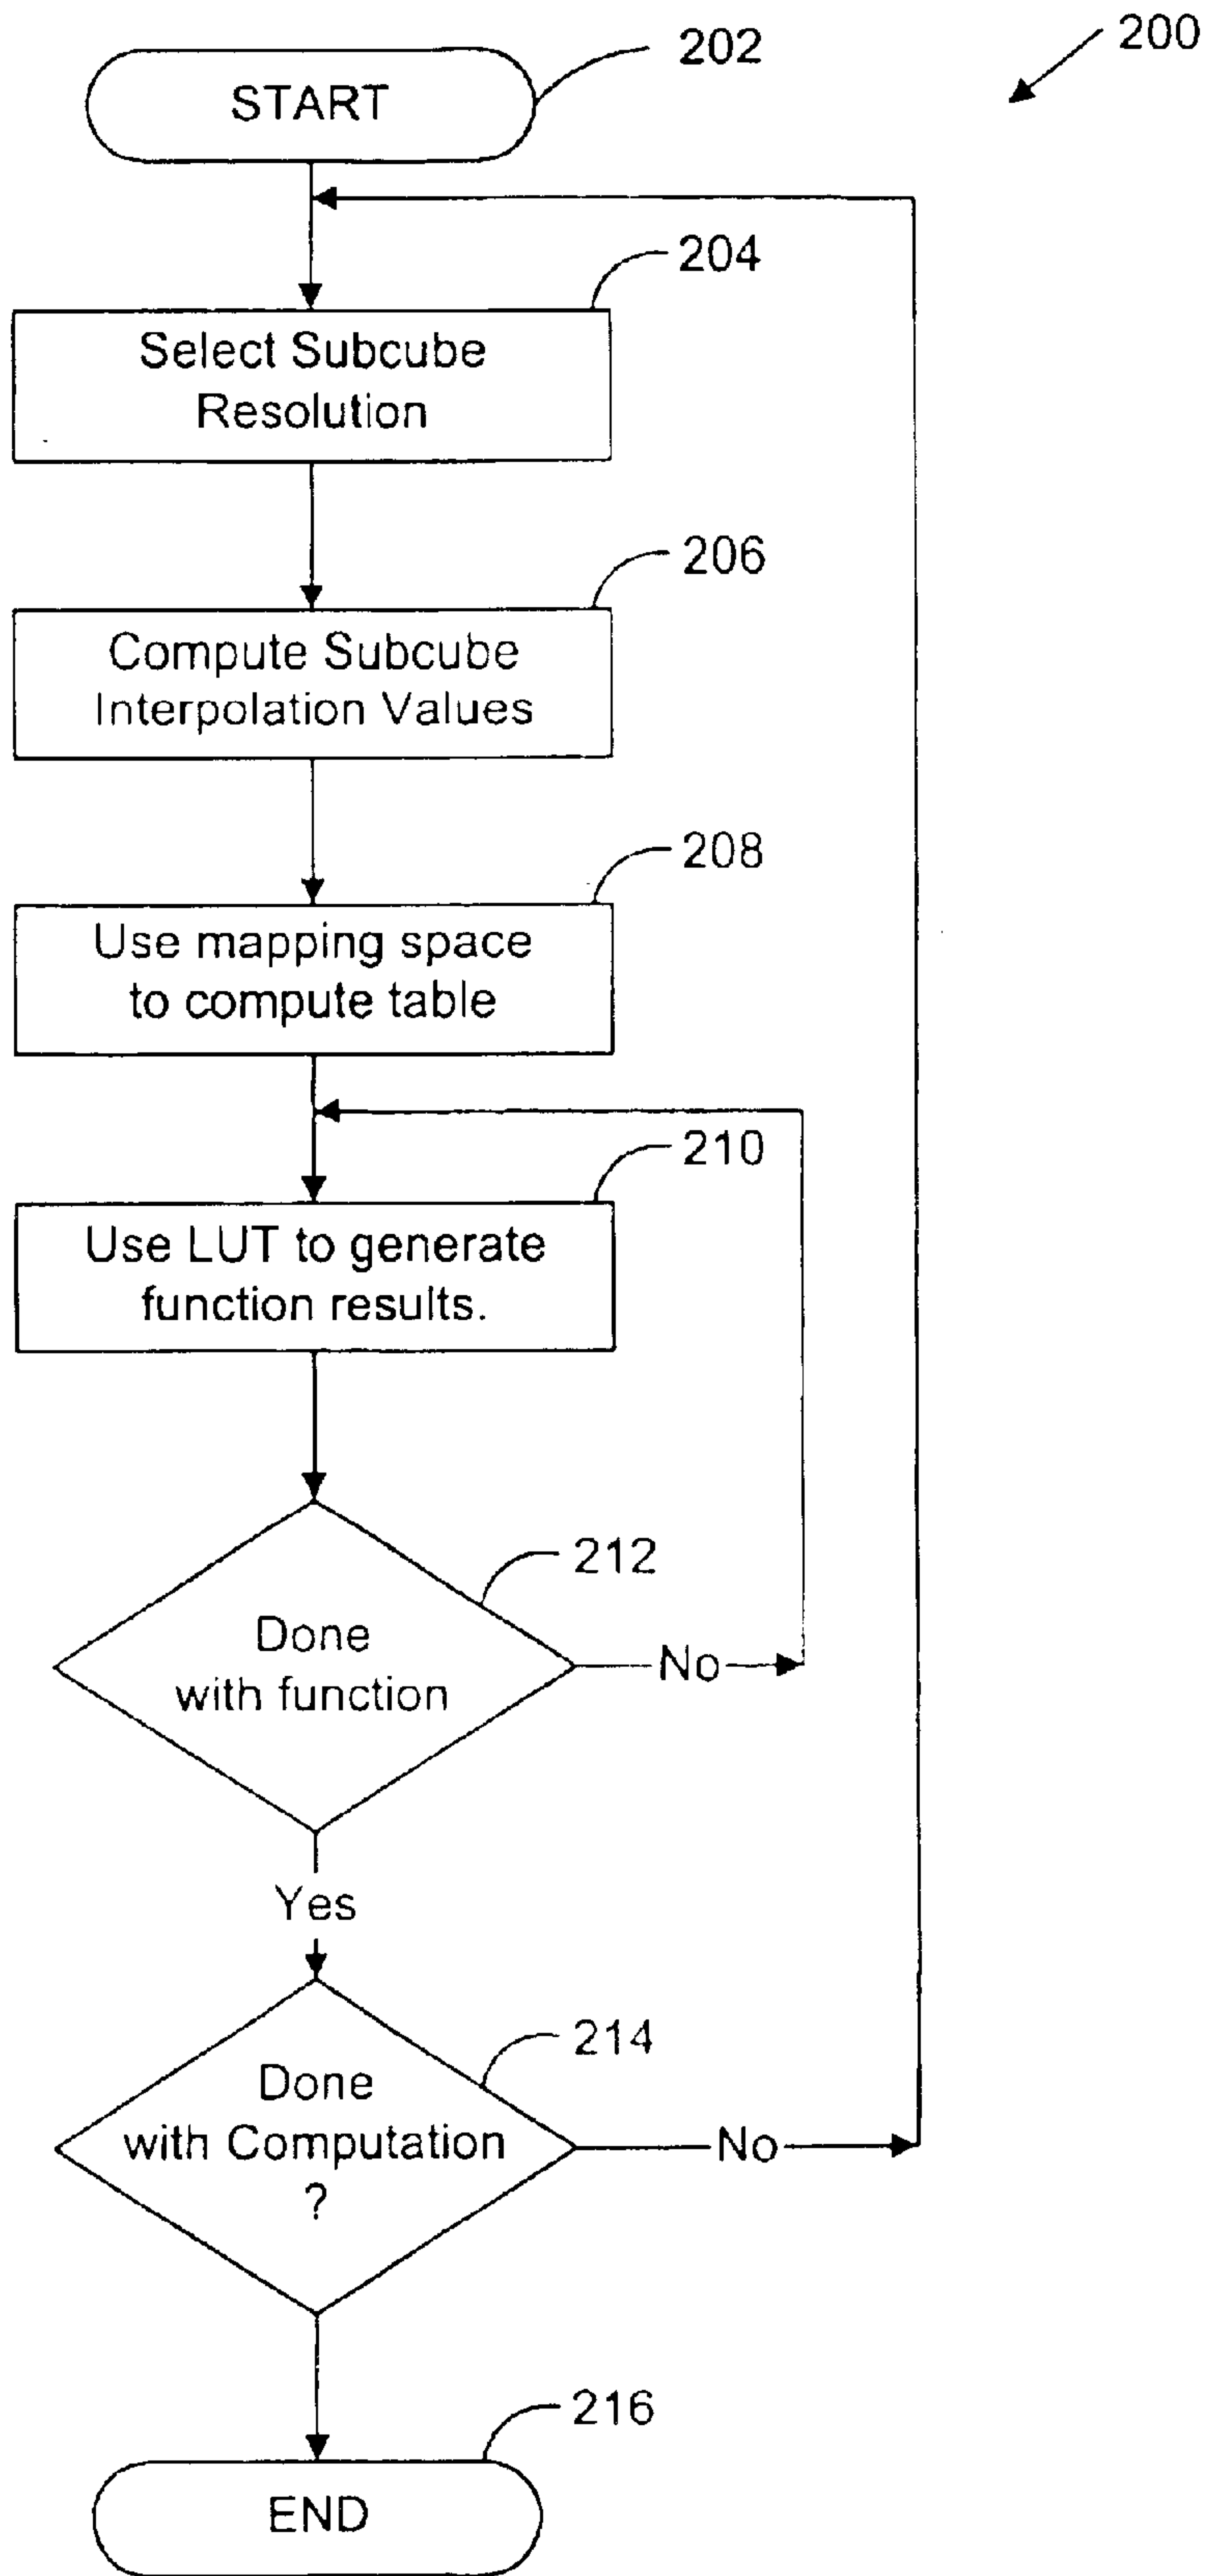 200
202
START
204
Select Subcube
Resolution
206
Compute Subcube
Interpolation Values
208
Use mapping space
to compute table
210
Use LUT to generate
function results.
212
Done
with function
No
Yes
214
Done
with Computation
?
No
216
END